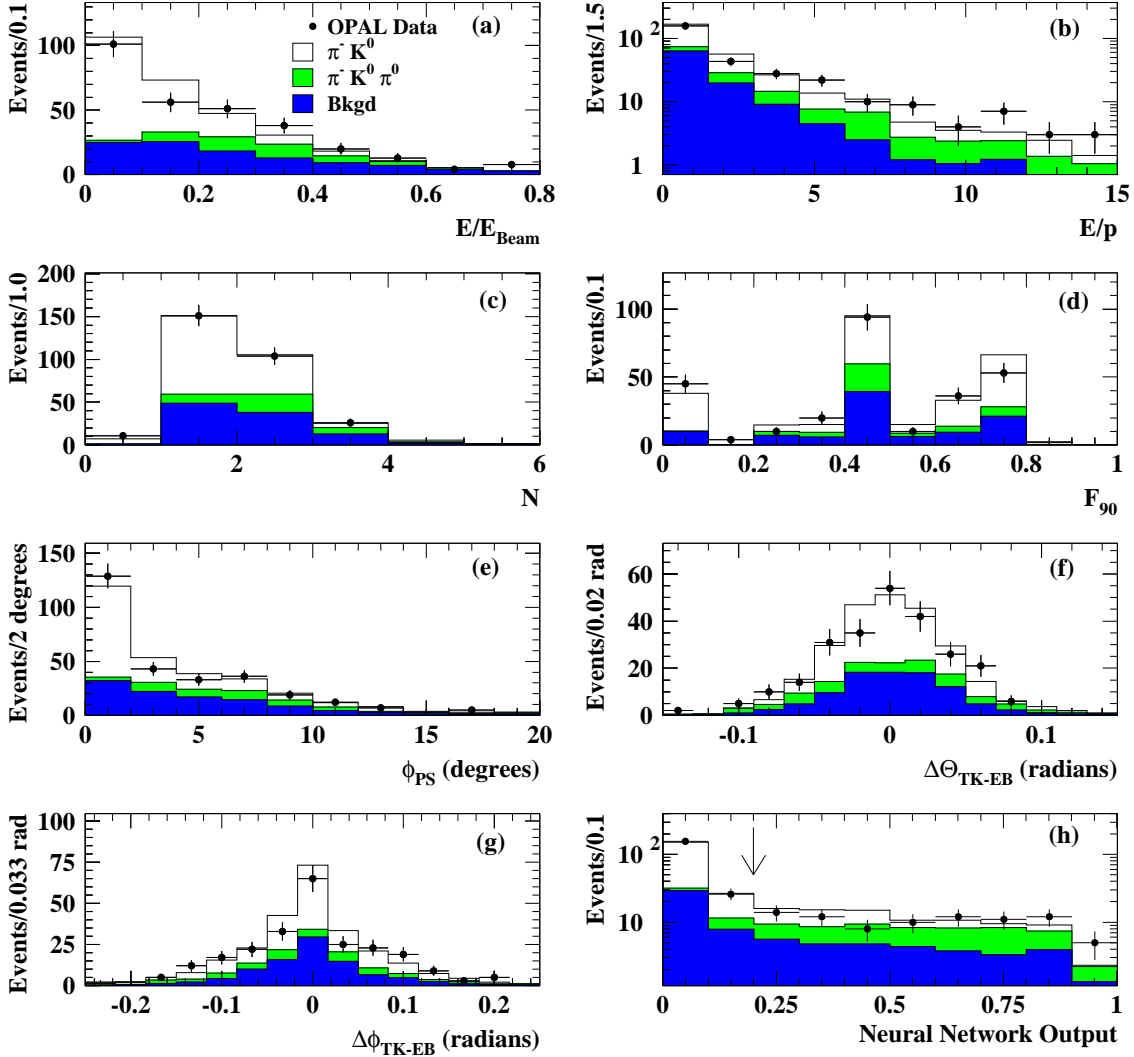 Events/0.1
100
50
0
0 0.2 0.4 0.6 0.8
E/E_Beam
(a)
OPAL Data
π⁻ K⁰
π⁻ K⁰ π⁰
Bkgd
Events/1.5
10²
10
1
0 5 10 15
E/p
(b)
Events/1.0
200
150
100
50
0
0 2 4 6
N
(c)
Events/0.1
100
50
0
0 0.2 0.4 0.6 0.8 1
F₉₀
(d)
Events/2 degrees
150
100
50
0
0 5 10 15 20
ϕ_PS (degrees)
(e)
Events/0.02 rad
60
40
20
0
-0.1 0 0.1
ΔΘ_TK-EB (radians)
(f)
Events/0.033 rad
100
75
50
25
0
-0.2 -0.1 0 0.1 0.2
Δϕ_TK-EB (radians)
(g)
Events/0.1
10²
10
0 0.25 0.5 0.75 1
Neural Network Output
(h)